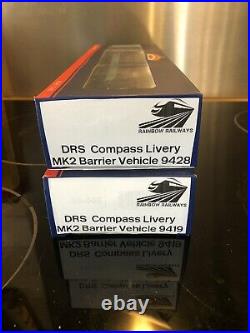 RAINBOW RAILWAYS
DRS Compass Livery
MK2 Barrier Vehicle 9428
RAINBOW RAILWAYS
DRS Compass Livery
MK2 Barrier Vehicle 9419